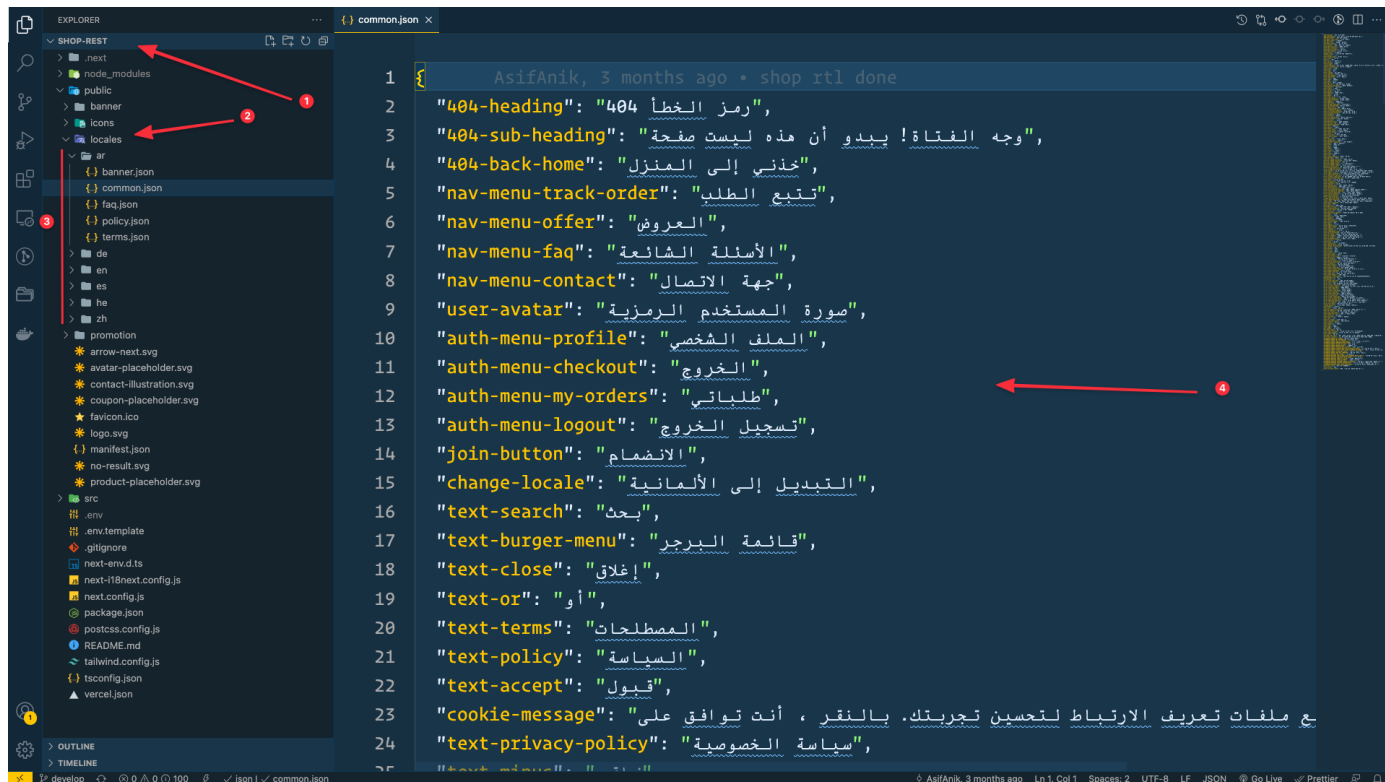 EXPLORER
SHOP-REST
.next
node_modules
public
banner
icons
locales
ar
banner.json
common.json
faq.json
policy.json
terms.json
de
en
es
he
zh
promotion
arrow-next.svg
avatar-placeholder.svg
contact-illustration.svg
coupon-placeholder.svg
favicon.ico
logo.svg
manifest.json
no-result.svg
product-placeholder.svg
src
.env
.env.template
.gitignore
next-env.d.ts
next-i18next.config.js
next.config.js
package.json
postcss.config.js
README.md
tailwind.config.js
tsconfig.json
vercel.json
OUTLINE
TIMELINE
1
2
3
common.json
1 { AsifAnik, 3 months ago • shop rtl done
2 "404-heading": "رمز الخطأ 404",
3 "404-sub-heading": "وجه الفتاة! يبدو أن هذه ليست صفحة",
4 "404-back-home": "خذني إلى المنزل",
5 "nav-menu-track-order": "تتبع الطلب",
6 "nav-menu-offer": "العروض",
7 "nav-menu-faq": "الأسئلة الشائعة",
8 "nav-menu-contact": "جهة الاتصال",
9 "user-avatar": "صورة المستخدم الرمزية",
10 "auth-menu-profile": "الملف الشخصي",
11 "auth-menu-checkout": "الخروج",
12 "auth-menu-my-orders": "طلباتي",
13 "auth-menu-logout": "تسجيل الخروج",
14 "join-button": "الانضمام",
15 "change-locale": "التبديل إلى الألمانية",
16 "text-search": "بحث",
17 "text-burger-menu": "قائمة البرجر",
18 "text-close": "إغلاق",
19 "text-or": "أو",
20 "text-terms": "المصطلحات",
21 "text-policy": "السياسة",
22 "text-accept": "قبول",
23 "cookie-message": "ع ملفات تعريف الارتباط لتحسين تجربتك. بالنقر ، أنت توافق على
24 "text-privacy-policy": "سياسة الخصوصية",
4
1
develop 0 0 100 json | common.json AsifAnik, 3 months ago Ln 1, Col 1 Spaces: 2 UTF-8 LF JSON Go Live Prettier